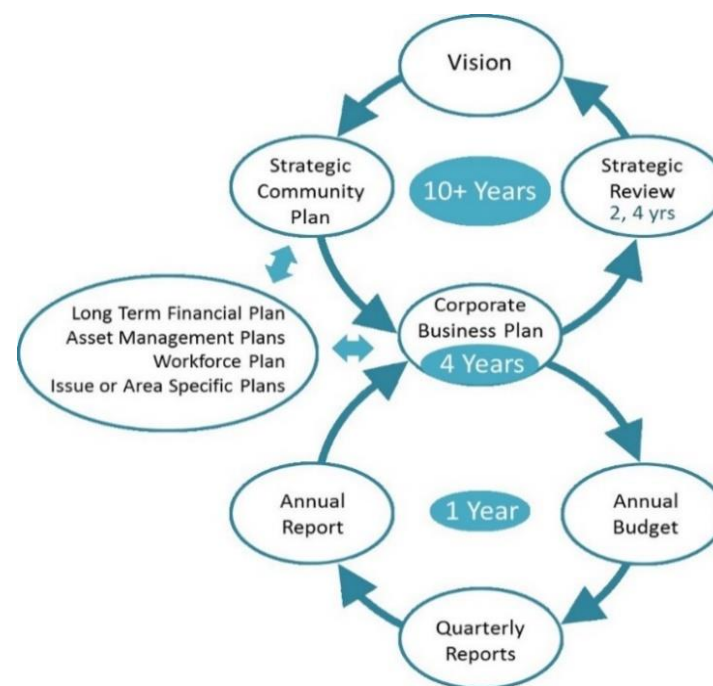 Vision
Strategic
Community
Plan
10+ Years
Strategic
Review
2, 4 yrs
Long Term Financial Plan
Asset Management Plans
Workforce Plan
Issue or Area Specific Plans
Corporate
Business Plan
4 Years
Annual
Report
1 Year
Annual
Budget
Quarterly
Reports